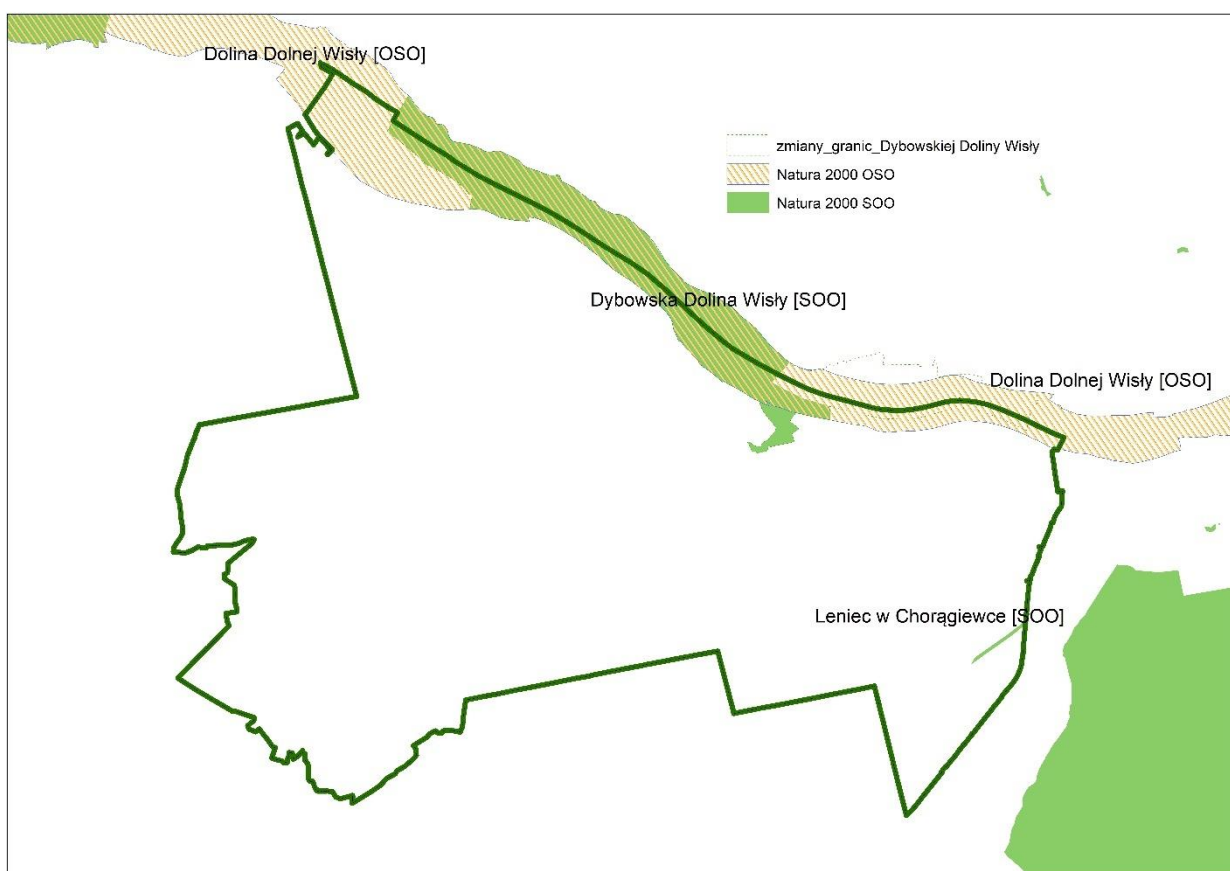 Dolina Dolnej Wisły [OSO]
zmiany_granic_Dybowskiej Doliny Wisły
Natura 2000 OSO
Natura 2000 SOO
Dybowska Dolina Wisły [SOO]
Dolina Dolnej Wisły [OSO]
Leniec w Chorągiewce [SOO]